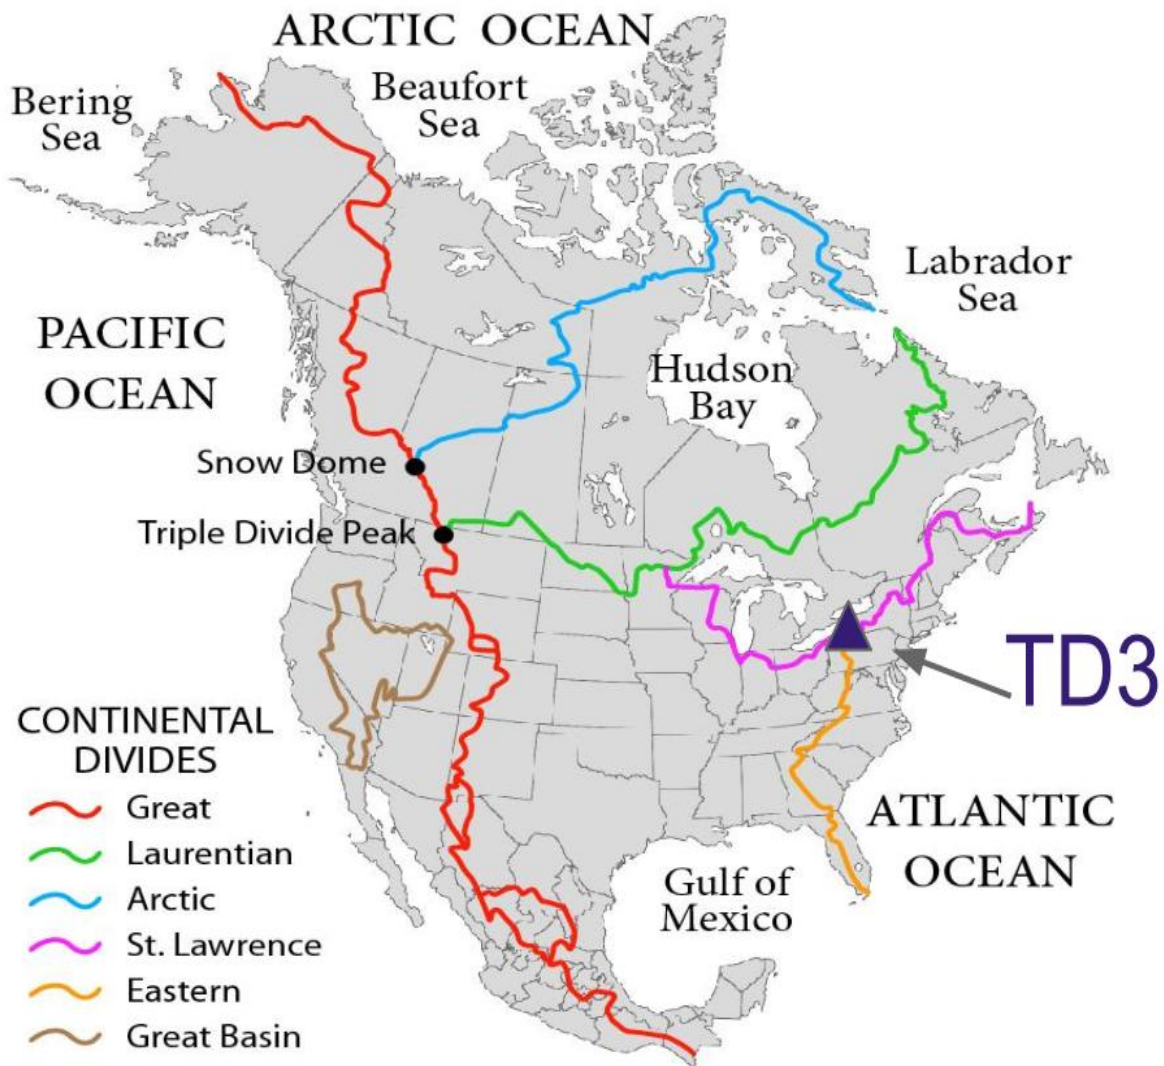 ARCTIC OCEAN
Beaufort
Sea
Bering
Sea
Labrador
Sea
PACIFIC
OCEAN
Hudson
Bay
Snow Dome
Triple Divide Peak
TD3
CONTINENTAL
DIVIDES
Great
Laurentian
Arctic
St. Lawrence
Eastern
Great Basin
ATLANTIC
OCEAN
Gulf of
Mexico